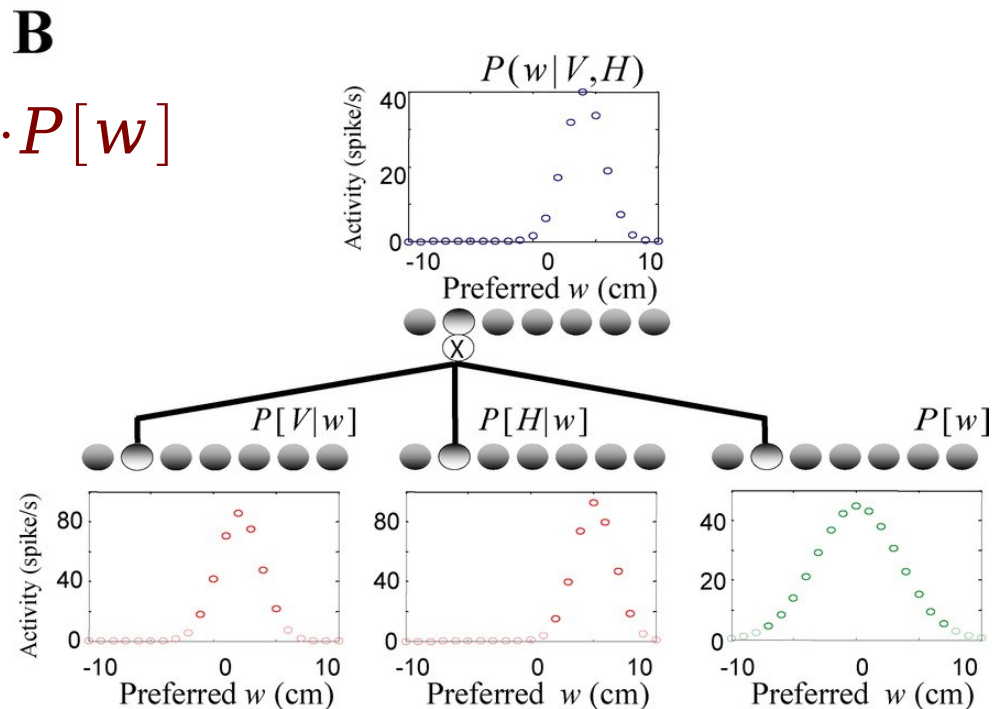 B
·P[w]
P(w|V,H)
Activity (spike/s)
40
20
0
-10 0 10
Preferred w (cm)
X
P[V|w] P[H|w] P[w]
Activity (spike/s)
80
40
0
-10 0 10
Preferred w (cm)
80
40
0
-10 0 10
Preferred w (cm)
40
20
0
-10 0 10
Preferred w (cm)